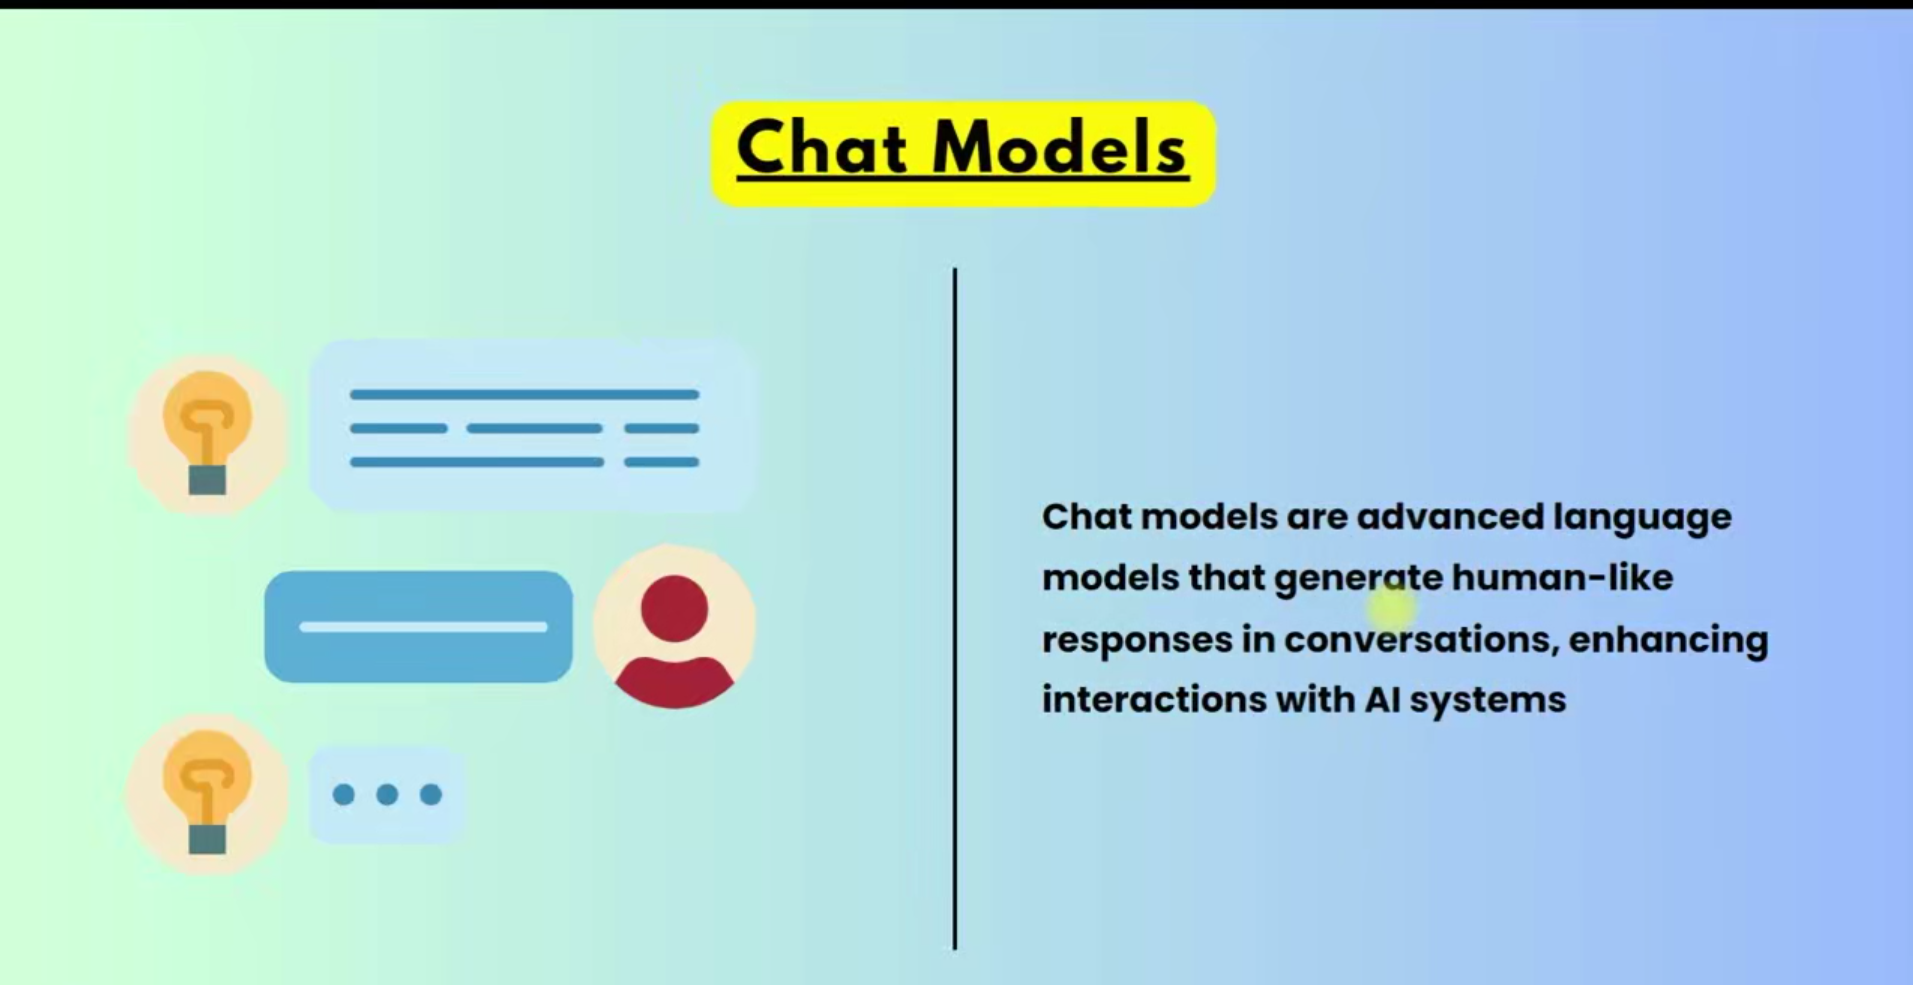 Chat Models
Chat models are advanced language
models that generate human-like
responses in conversations, enhancing
interactions with AI systems